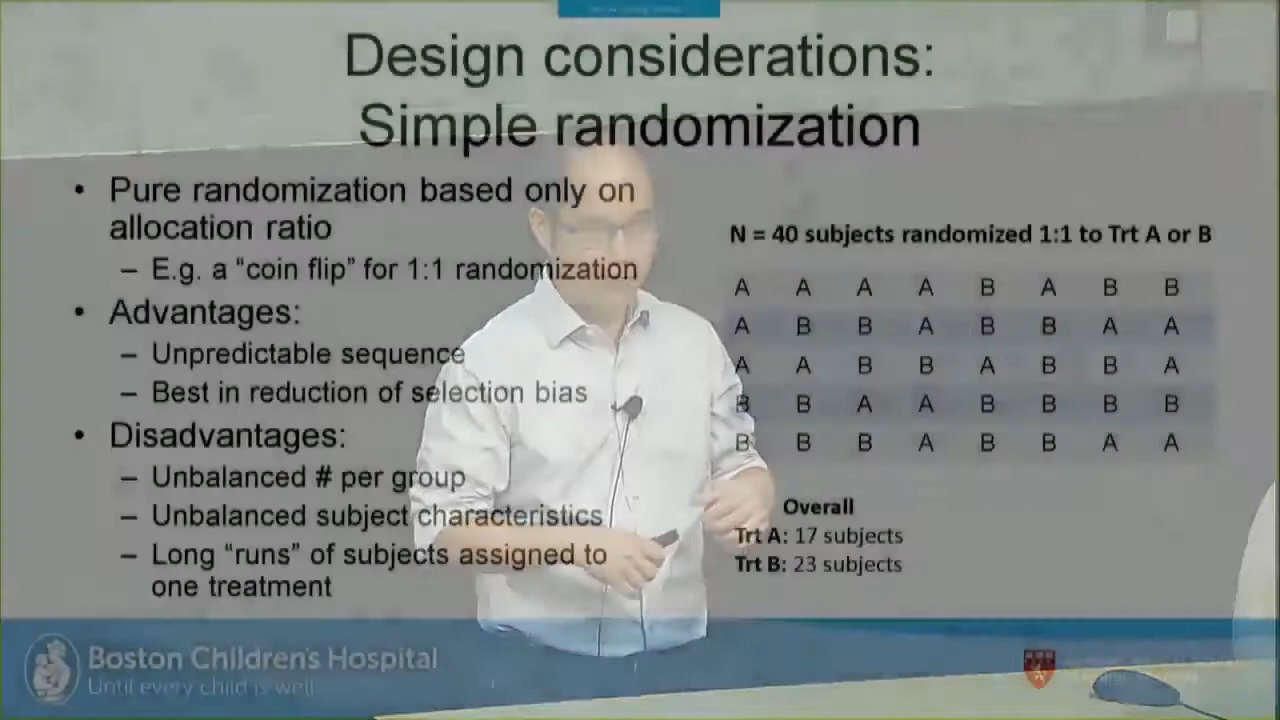 Design considerations:
Simple randomization
• Pure randomization based only on
allocation ratio
– E.g. a “coin flip” for 1:1 randomization
• Advantages:
– Unpredictable sequence
– Best in reduction of selection bias
• Disadvantages:
– Unbalanced # per group
– Unbalanced subject characteristics
– Long “runs” of subjects assigned to
one treatment
N = 40 subjects randomized 1:1 to Trt A or B
A A A A B A B B
A B B A B B A A
A A B B A B B A
B B A A B B B B
B B B A B B A A
Overall
Trt A: 17 subjects
Trt B: 23 subjects
Boston Children's Hospital
Until every child is well